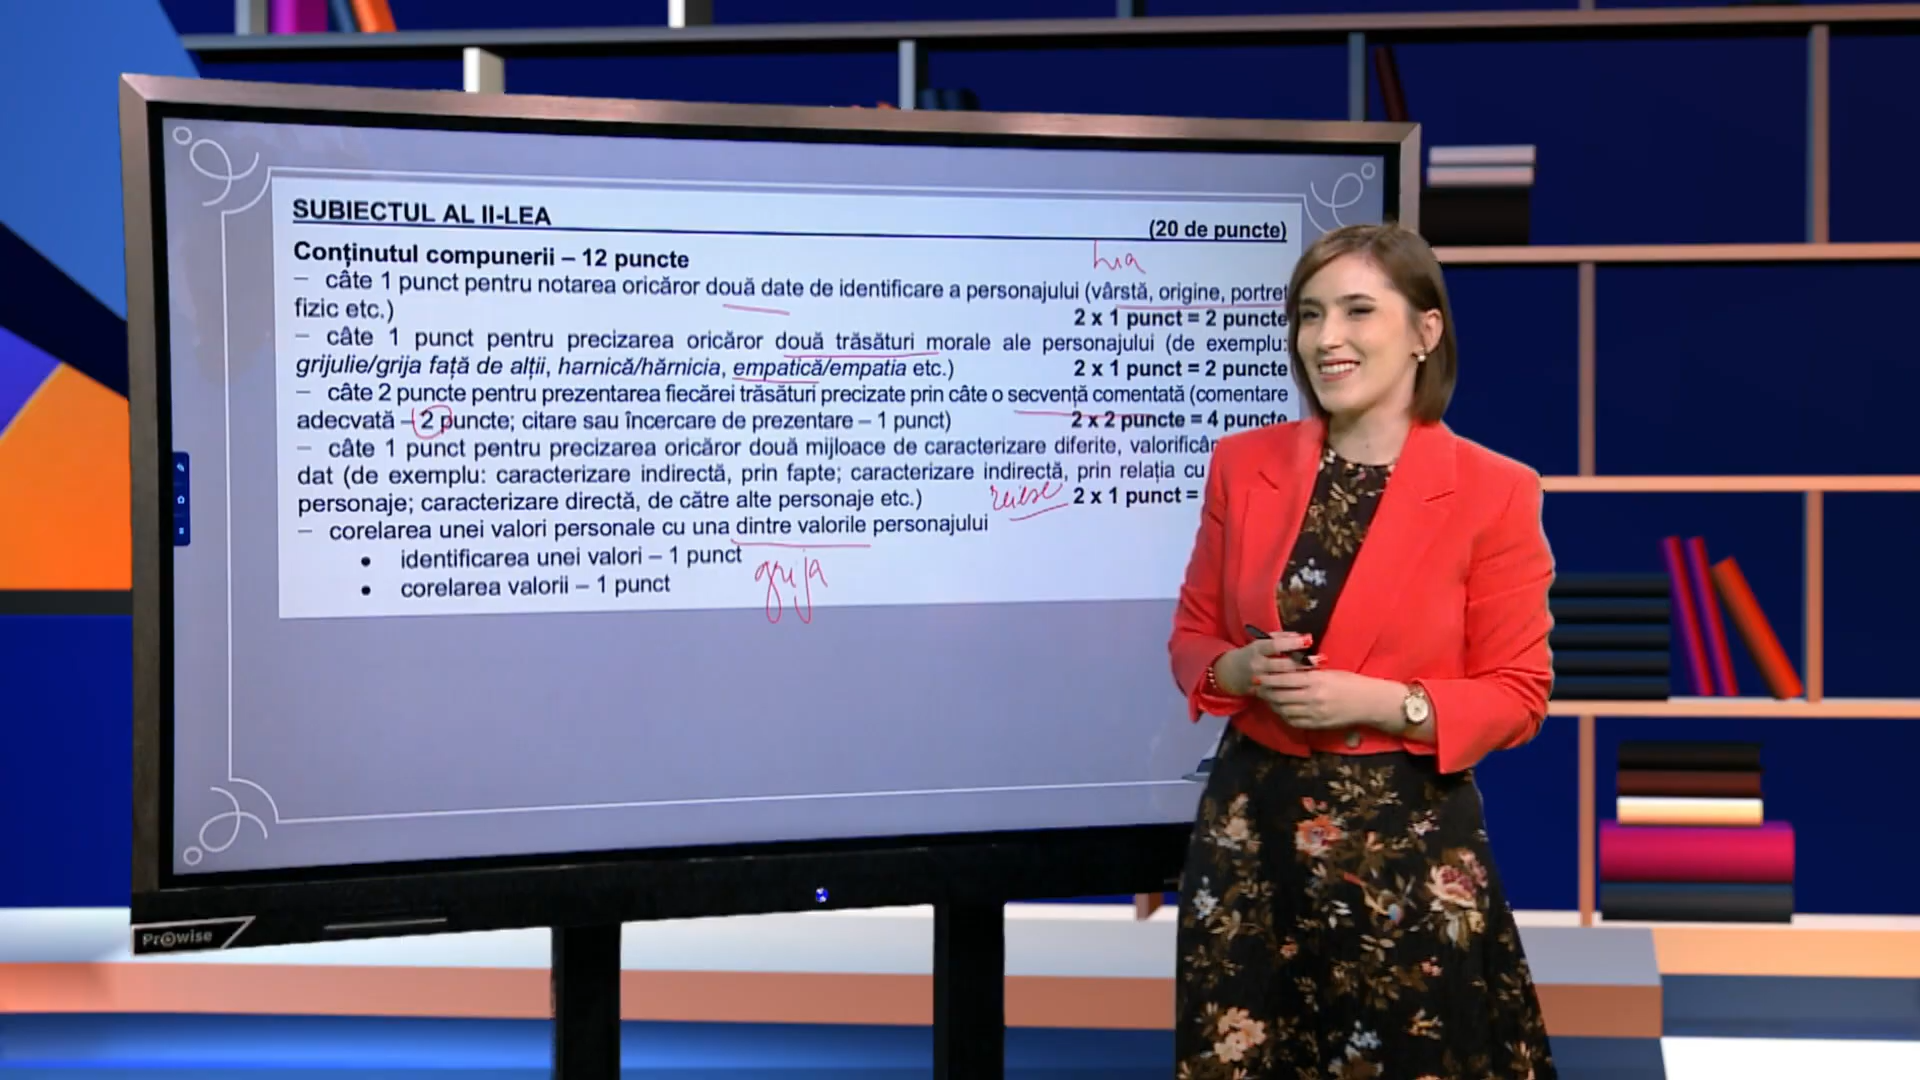 SUBIECTUL AL II-LEA
(20 de puncte)
Conținutul compunerii – 12 puncte
– câte 1 punct pentru notarea oricăror două date de identificare a personajului (vârstă, origine, portret
fizic etc.)
2 x 1 punct = 2 puncte
– câte 1 punct pentru precizarea oricăror două trăsături morale ale personajului (de exemplu:
grijulie/grija față de alții, harnică/hărnicia, empatică/empatia etc.)
2 x 1 punct = 2 puncte
– câte 2 puncte pentru prezentarea fiecărei trăsături precizate prin câte o secvență comentată (comentare
adecvată – 2 puncte; citare sau încercare de prezentare – 1 punct)
2 x 2 puncte = 4 puncte
– câte 1 punct pentru precizarea oricăror două mijloace de caracterizare diferite, valorificân
dat (de exemplu: caracterizare indirectă, prin fapte; caracterizare indirectă, prin relația cu
personaje; caracterizare directă, de către alte personaje etc.)
reiese
2 x 1 punct =
– corelarea unei valori personale cu una dintre valorile personajului
• identificarea unei valori – 1 punct
grija
• corelarea valorii – 1 punct
Prowise